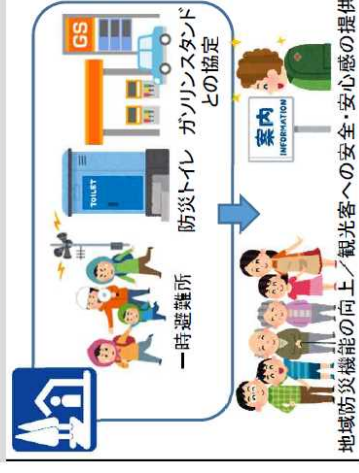 GS
TOILET
一時避難所
防災トイレ
ガソリンスタンド
との協定
案内
INFORMATION
地域防災機能の向上／観光客への安全・安心感の提供